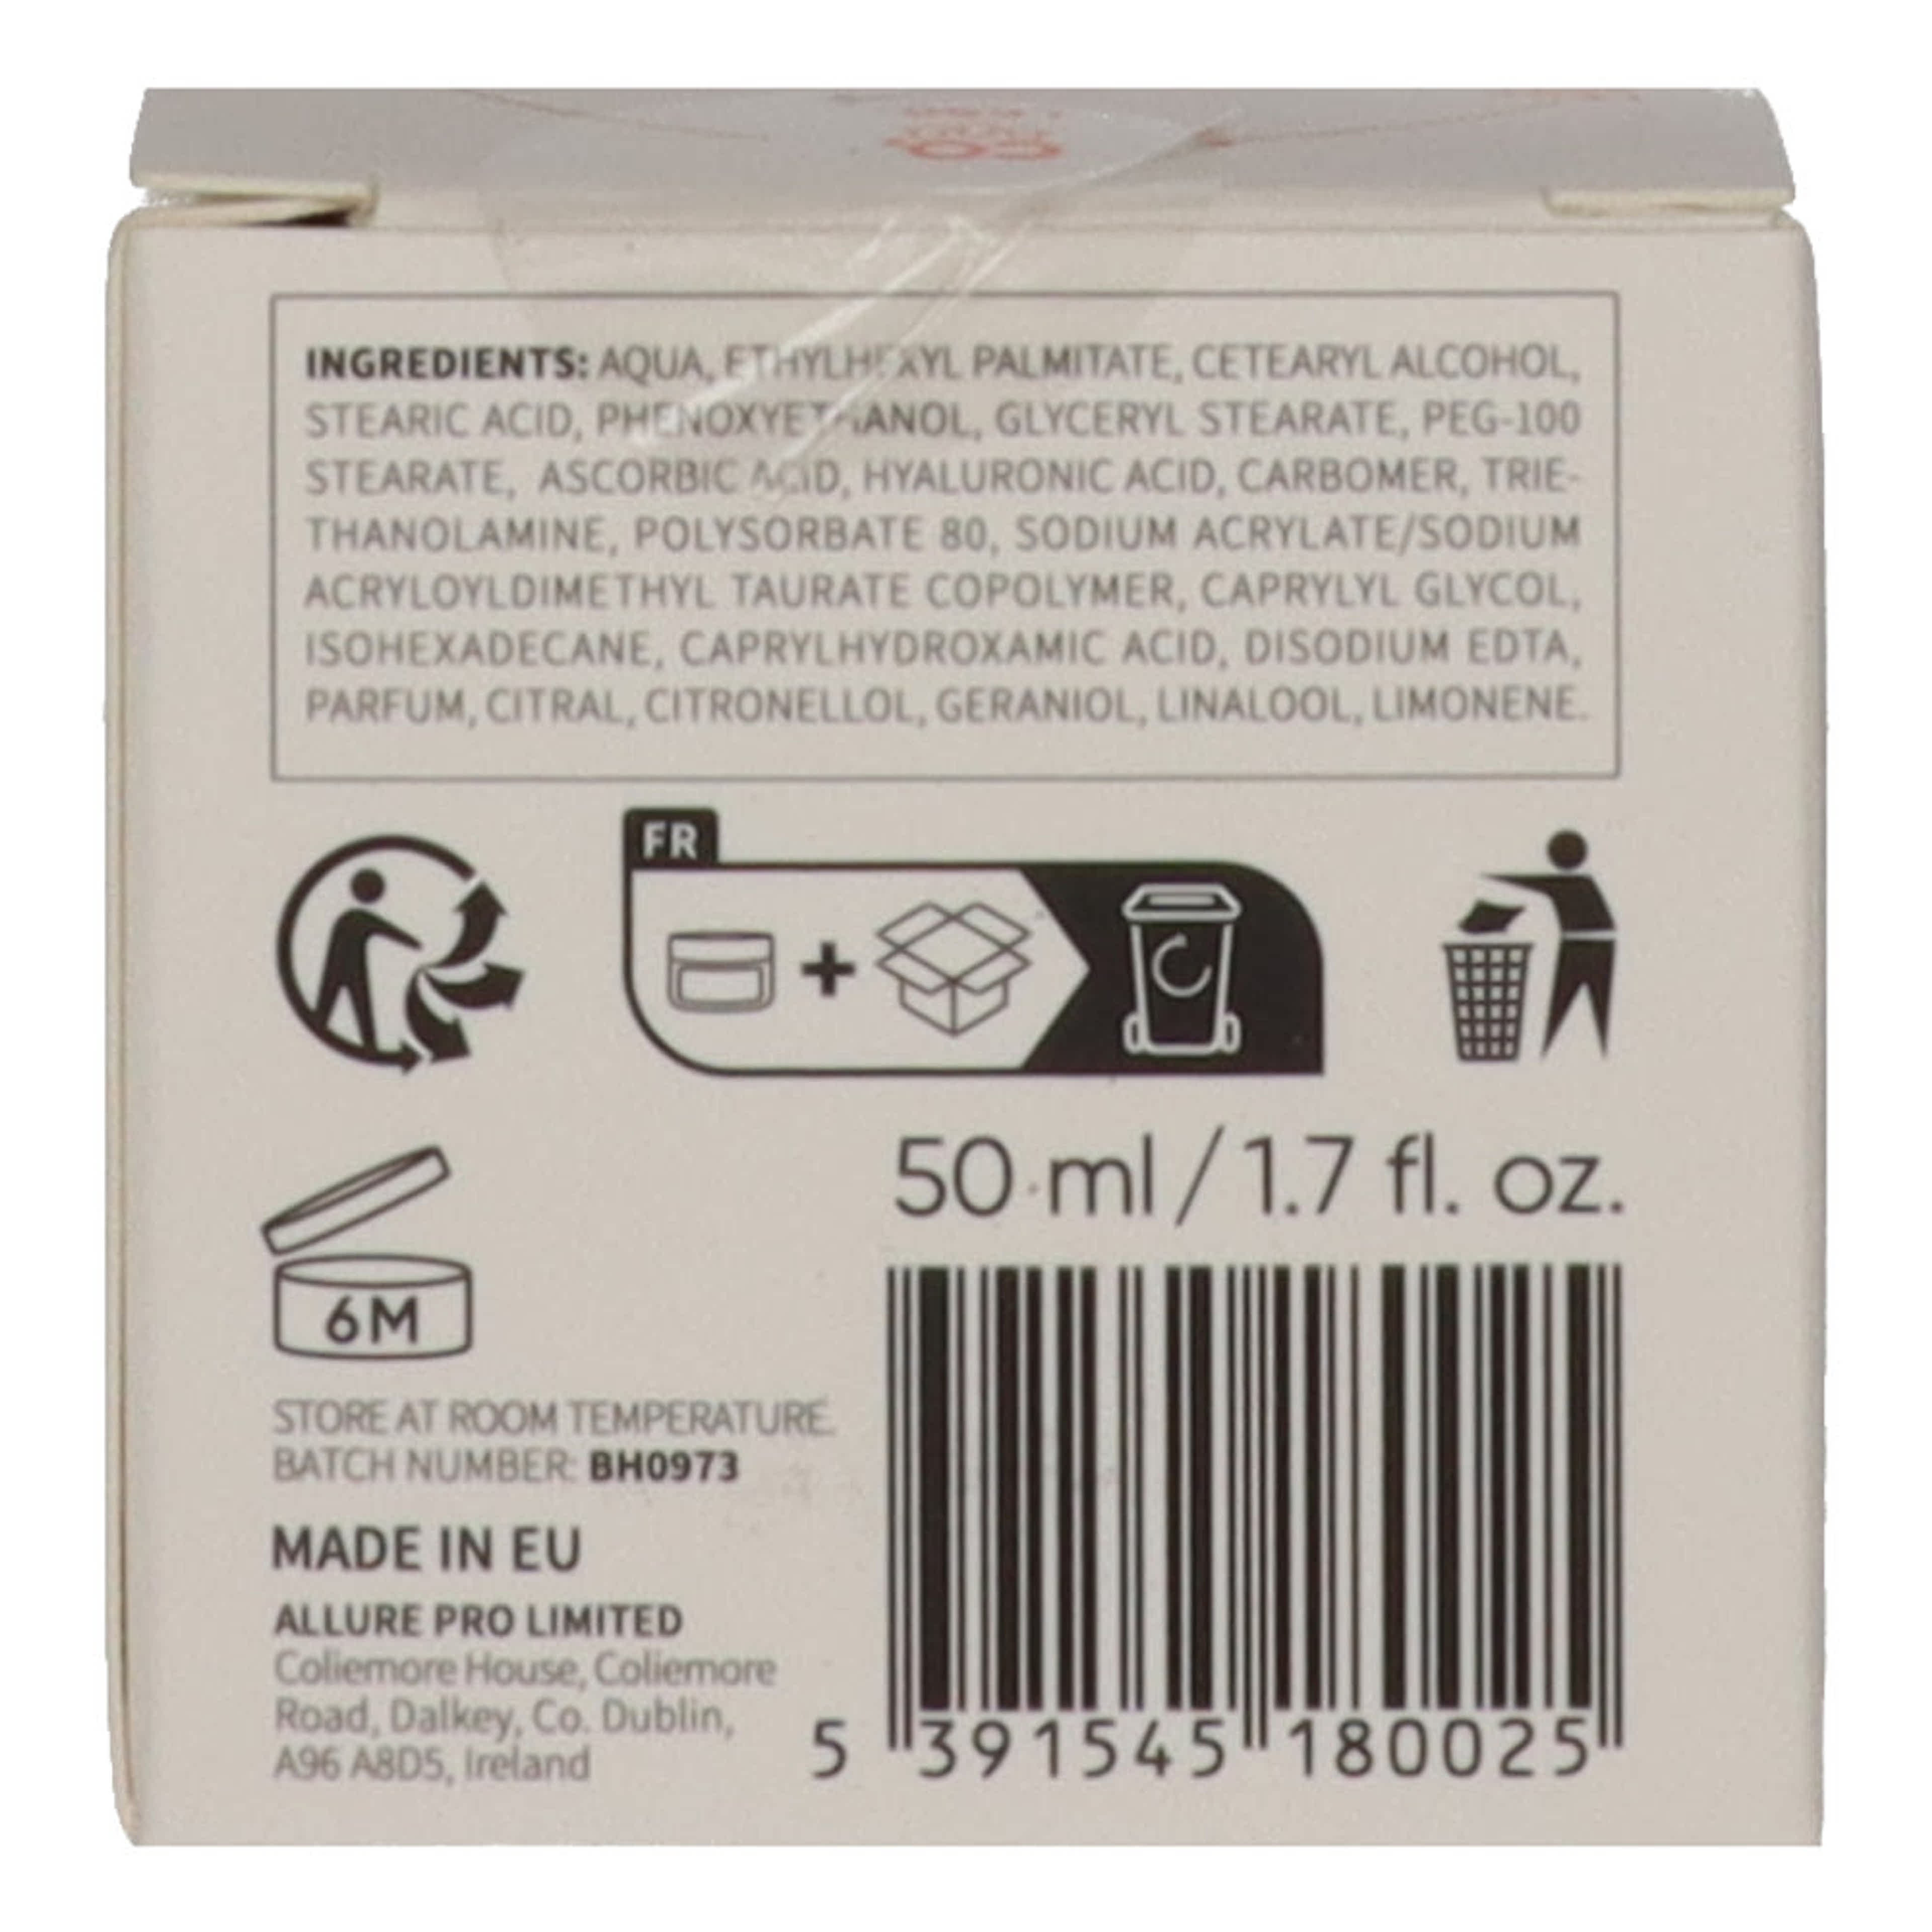 INGREDIENTS: AQUA, ETHYLHEXYL PALMITATE, CETEARYL ALCOHOL,
STEARIC ACID, PHENOXYETHANOL, GLYCERYL STEARATE, PEG-100
STEARATE, ASCORBIC ACID, HYALURONIC ACID, CARBOMER, TRIE-
THANOLAMINE, POLYSORBATE 80, SODIUM ACRYLATE/SODIUM
ACRYLOYLDIMETHYL TAURATE COPOLYMER, CAPRYLYL GLYCOL,
ISOHEXADECANE, CAPRYLHYDROXAMIC ACID, DISODIUM EDTA,
PARFUM, CITRAL, CITRONELLOL, GERANIOL, LINALOOL, LIMONENE.
FR
50 ml / 1.7 fl. oz.
6M
STORE AT ROOM TEMPERATURE.
BATCH NUMBER: BH0973
MADE IN EU
ALLURE PRO LIMITED
Coliemore House, Coliemore
Road, Dalkey, Co. Dublin,
A96 A8D5, Ireland
5 391545 180025